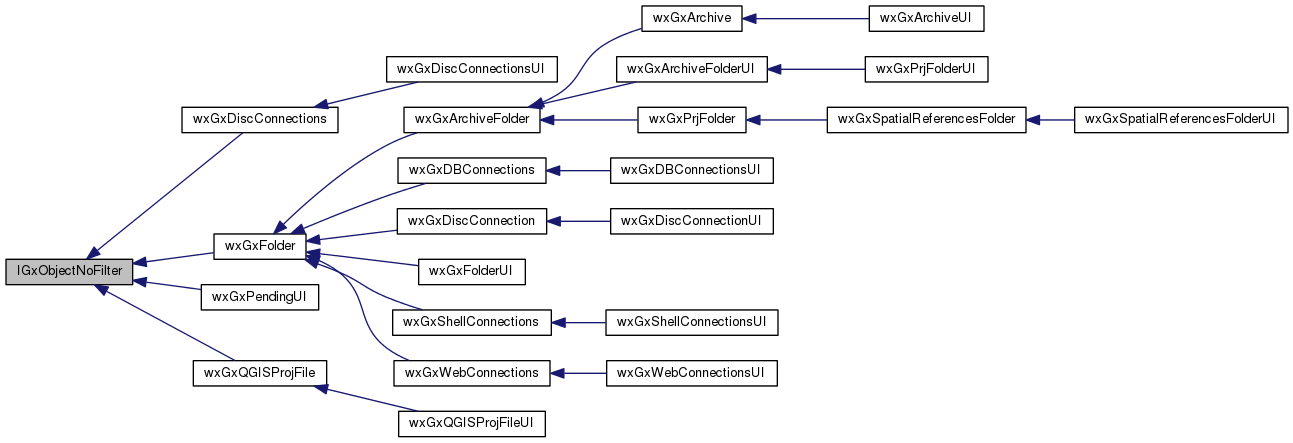 wxGxArchive
wxGxArchiveUI
wxGxDiscConnectionsUI
wxGxArchiveFolderUI
wxGxPrjFolderUI
wxGxDiscConnections
wxGxArchiveFolder
wxGxPrjFolder
wxGxSpatialReferencesFolder
wxGxSpatialReferencesFolderUI
wxGxDBConnections
wxGxDBConnectionsUI
wxGxDiscConnection
wxGxDiscConnectionUI
wxGxFolder
IGxObjectNoFilter
wxGxFolderUI
wxGxPendingUI
wxGxShellConnections
wxGxShellConnectionsUI
wxGxQGISProjFile
wxGxWebConnections
wxGxWebConnectionsUI
wxGxQGISProjFileUI